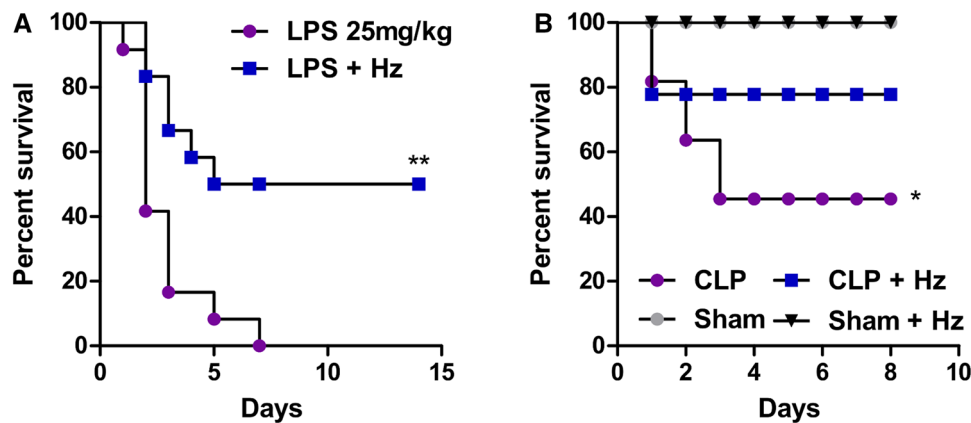 A
Percent survival
100
80
60
40
20
0
LPS 25mg/kg
LPS + Hz
**
0 5 10 15
Days
B
Percent survival
100
80
60
40
20
0
*
CLP CLP + Hz
Sham Sham + Hz
0 2 4 6 8 10
Days